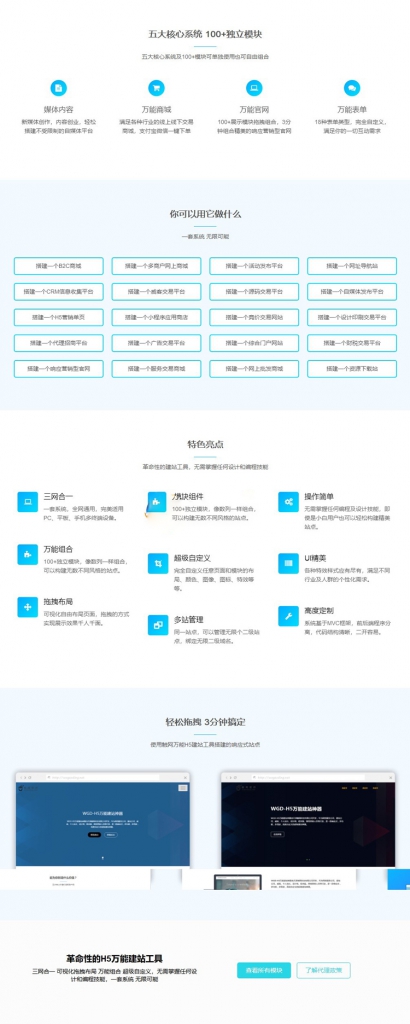 五大核心系统 100+独立模块
五大核心系统及100+模块可单独使用也可自由组合
媒体内容
万能商城
万能官网
万能表单
新媒体创作，内容创业，轻松
搭建不受限制的自媒体平台
满足各种行业的线上线下交易
商城，支付宝微信一键下单
100+展示模块拖拽组合，3分
钟组合精美的响应营销型官网
18种表单类型，完全自定义，
满足你的一切互动需求
你可以用它做什么
一套系统 无限可能
搭建一个B2C商城
搭建一个多商户网上商城
搭建一个活动发布平台
搭建一个网址导航站
搭建一个CRM信息收集平台
搭建一个威客交易平台
搭建一个源码交易平台
搭建一个自媒体发布平台
搭建一个H5营销单页
搭建一个小程序应用商店
搭建一个竞价交易网站
搭建一个设计印刷交易平台
搭建一个代理招商平台
搭建一个广告交易平台
搭建一个综合门户网站
搭建一个财税交易平台
搭建一个响应营销型官网
搭建一个服务交易商城
搭建一个网上批发商城
搭建一个资源下载站
特色亮点
革命性的建站工具，无需掌握任何设计和编程技能
三网合一
一套系统，全网通用，完美适用
PC、平板、手机多终端设备。
模块组件
100+独立模块，像数列一样组合，
可以构建无数不同风格的站点。
操作简单
无需掌握任何编程及设计技能，即
使是小白用户也可以轻松构建精美
站点。
万能组合
100+独立模块，像数列一样组合，
可以构建无数不同风格的站点。
超级自定义
完全自定义任意页面和模块的布
局、颜色、图像、图标、特效等
等。
UI精美
各种特效样式应有尽有，满足不同
行业及人群的个性化需求。
拖拽布局
可视化自由布局页面，拖拽的方式
实现展示效果千人千面。
多站管理
同一站点，可以管理无限个二级站
点，绑定无限二级域名。
高度定制
系统基于MVC框架，前后端程序分
离，代码结构清晰，二开容易。
轻松拖拽 3分钟搞定
使用触网万能H5建站工具搭建的响应式站点
WGD-H5万能建站神器
WGD-H5万能建站神器
革命性的H5万能建站工具
三网合一 可视化拖拽布局 万能组合 超级自定义，无需掌握任何设
计和编程技能，一套系统 无限可能
查看所有模块
了解代理政策